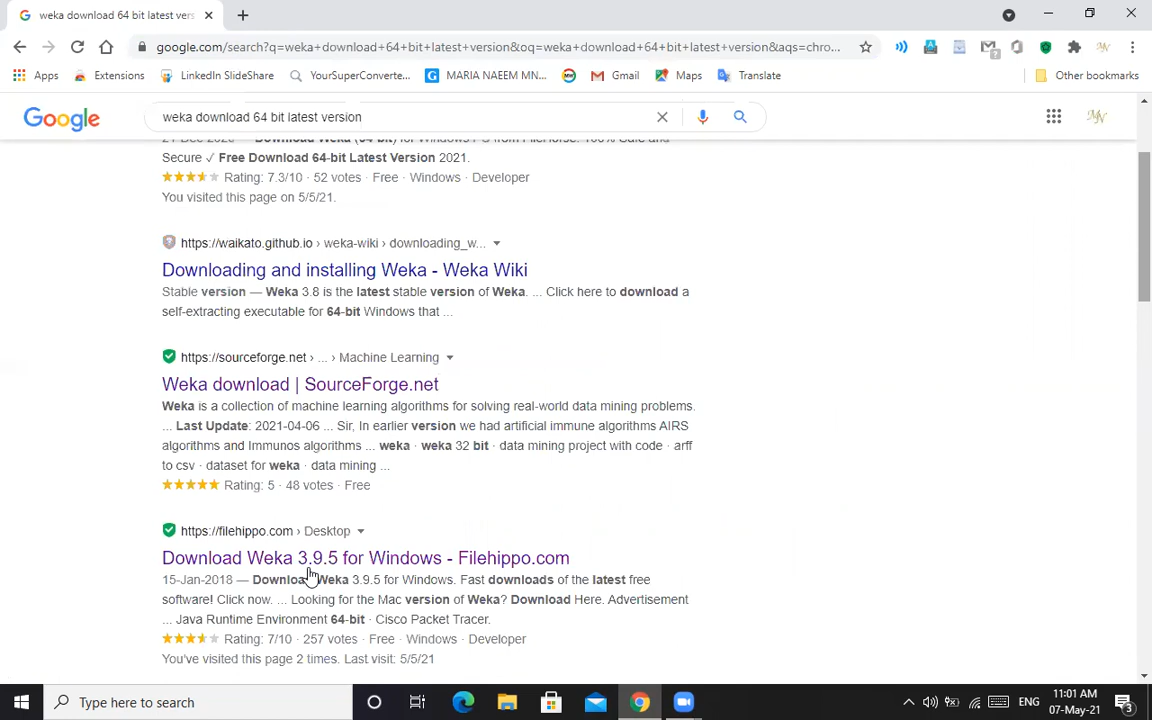 weka download 64 bit latest vers
google.com/search?q=weka+download+64+bit+latest+version&oq=weka+download+64+bit+latest+version&aqs=chro...
Apps
Extensions
LinkedIn SlideShare
YourSuperConverte...
MARIA NAEEM MN...
Gmail
Maps
Translate
Other bookmarks
Google
weka download 64 bit latest version
Secure ✓ Free Download 64-bit Latest Version 2021.
Rating: 7.3/10 · 52 votes · Free · Windows · Developer
You visited this page on 5/5/21.
https://waikato.github.io › weka-wiki › downloading_w...
Downloading and installing Weka - Weka Wiki
Stable version — Weka 3.8 is the latest stable version of Weka. ... Click here to download a
self-extracting executable for 64-bit Windows that ...
https://sourceforge.net › ... › Machine Learning
Weka download | SourceForge.net
Weka is a collection of machine learning algorithms for solving real-world data mining problems.
... Last Update: 2021-04-06 ... Sir, In earlier version we had artificial immune algorithms AIRS
algorithms and Immunos algorithms ... weka · weka 32 bit · data mining project with code · arff
to csv · dataset for weka · data mining ...
Rating: 5 · 48 votes · Free
https://filehippo.com › Desktop
Download Weka 3.9.5 for Windows - Filehippo.com
15-Jan-2018 — Download Weka 3.9.5 for Windows. Fast downloads of the latest free
software! Click now. ... Looking for the Mac version of Weka? Download Here. Advertisement
... Java Runtime Environment 64-bit · Cisco Packet Tracer.
Rating: 7/10 · 257 votes · Free · Windows · Developer
You've visited this page 2 times. Last visit: 5/5/21
Type here to search
ENG
11:01 AM
07-May-21
3